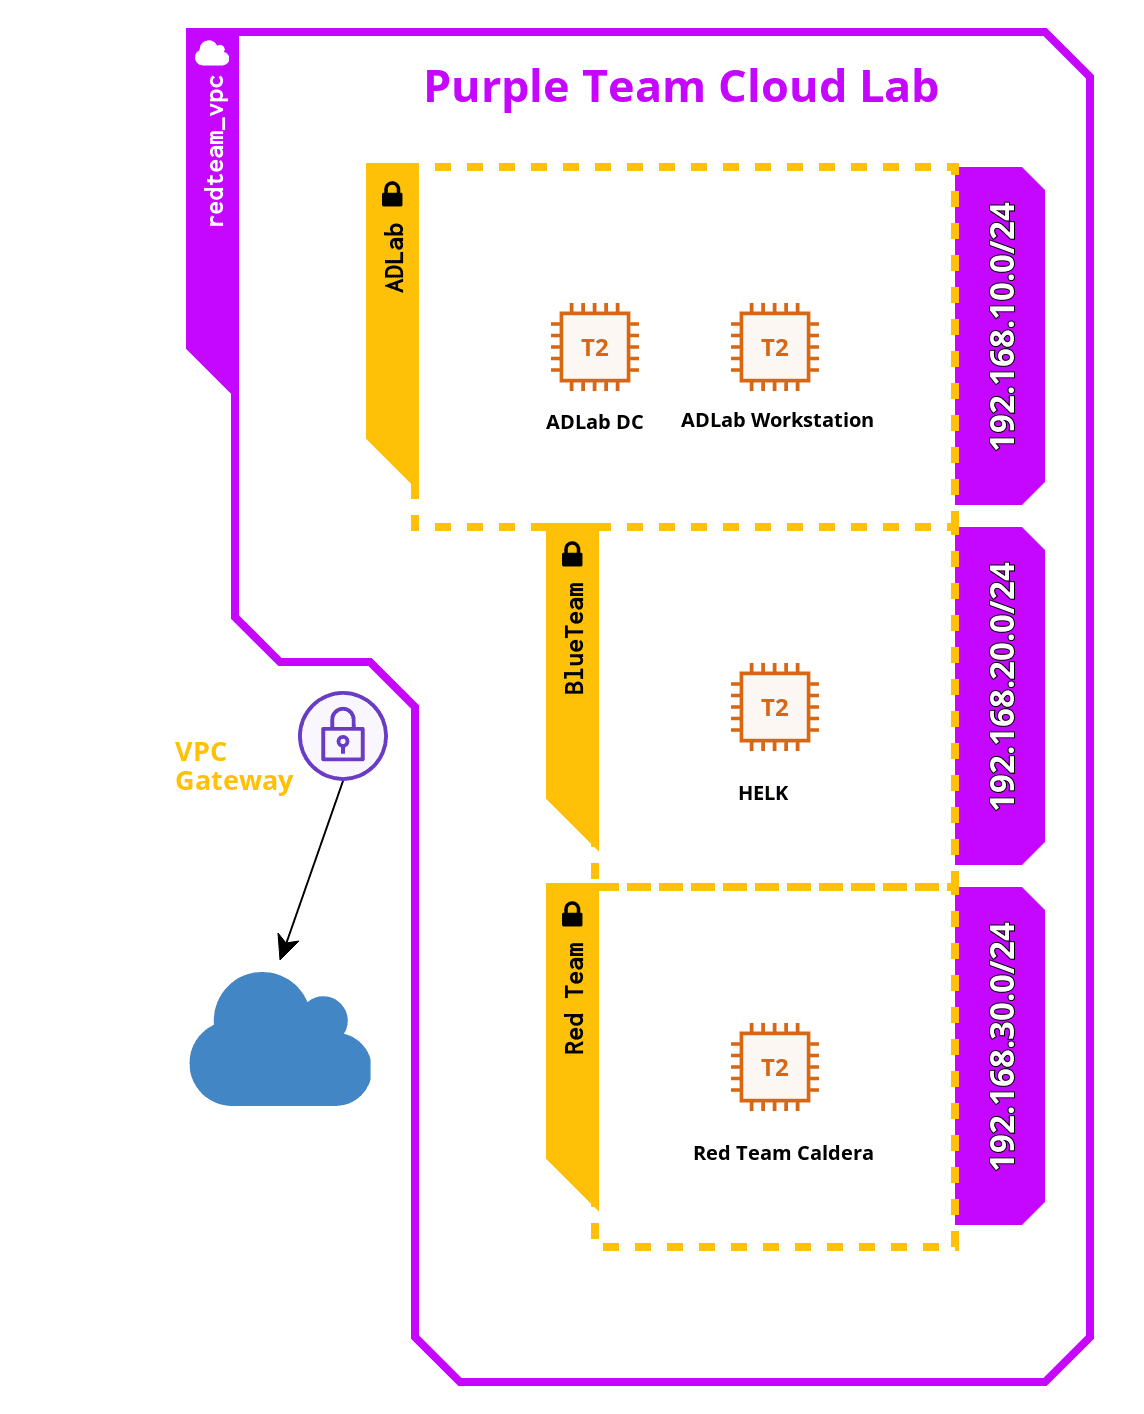 redteam_vpc
Purple Team Cloud Lab
ADLab
T2
T2
ADLab DC
ADLab Workstation
192.168.10.0/24
BlueTeam
T2
HELK
192.168.20.0/24
VPC
Gateway
Red Team
T2
Red Team Caldera
192.168.30.0/24